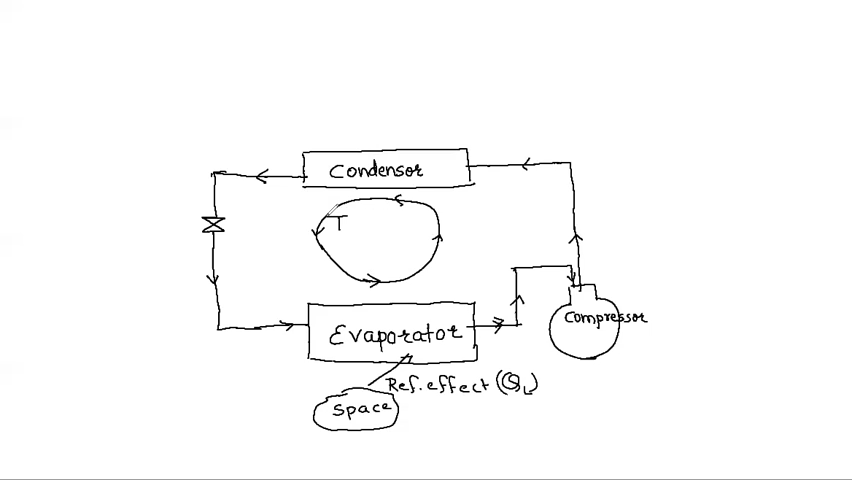 Condensor
T
Evaporator
Compressor
Ref.effect (QL)
Space